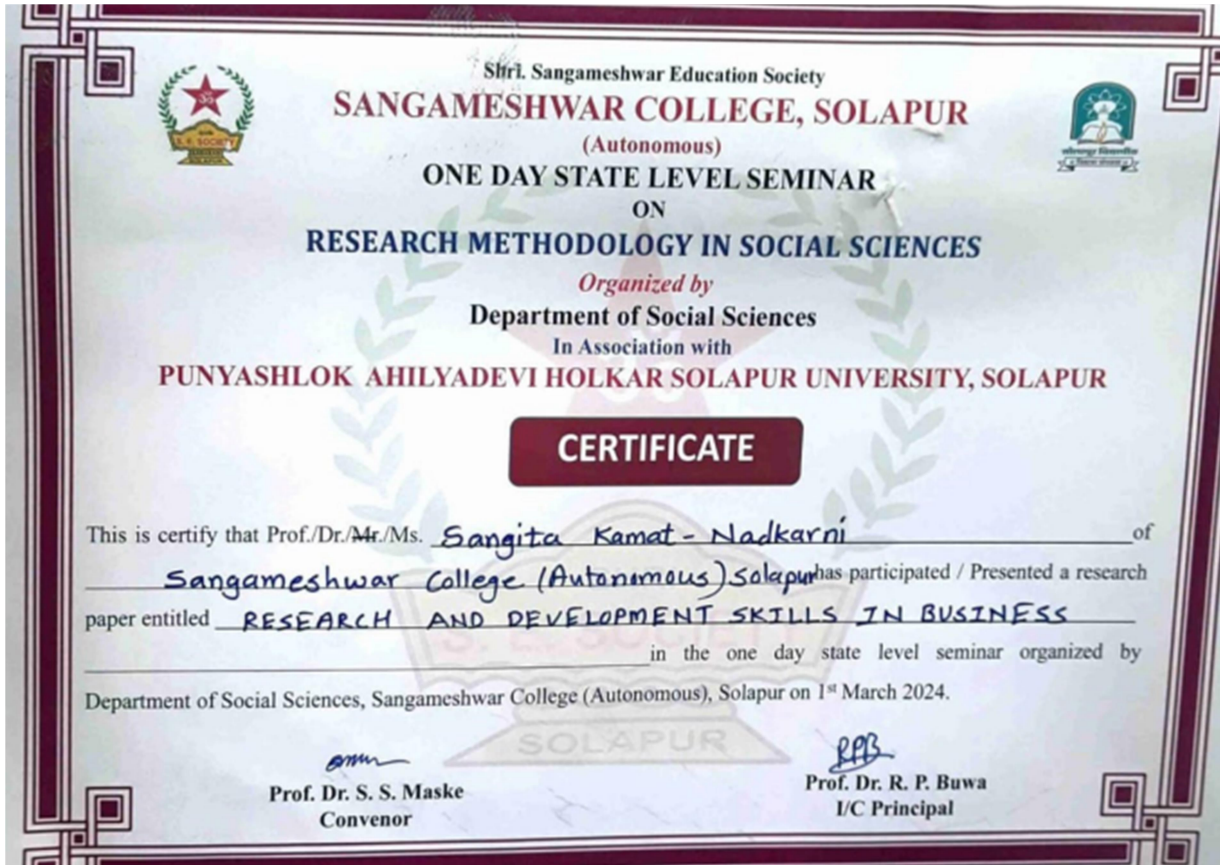 Shri. Sangameshwar Education Society
SANGAMESHWAR COLLEGE, SOLAPUR
(Autonomous)
S. E. SOCIETY
SOLAPUR
ONE DAY STATE LEVEL SEMINAR
ON
RESEARCH METHODOLOGY IN SOCIAL SCIENCES
Organized by
Department of Social Sciences
In Association with
PUNYASHLOK AHILYADEVI HOLKAR SOLAPUR UNIVERSITY, SOLAPUR
CERTIFICATE
This is certify that Prof./Dr./Mr./Ms. Sangita Kamat-Nadkarni of
Sangameshwar College (Autonomous) Solapur has participated / Presented a research
paper entitled RESEARCH AND DEVELOPMENT SKILLS IN BUSINESS
S. E. SOCIETY
in the one day state level seminar organized by
Department of Social Sciences, Sangameshwar College (Autonomous), Solapur on 1st March 2024.
SOLAPUR
RPB
Prof. Dr. S. S. Maske
Convenor
Prof. Dr. R. P. Buwa
I/C Principal